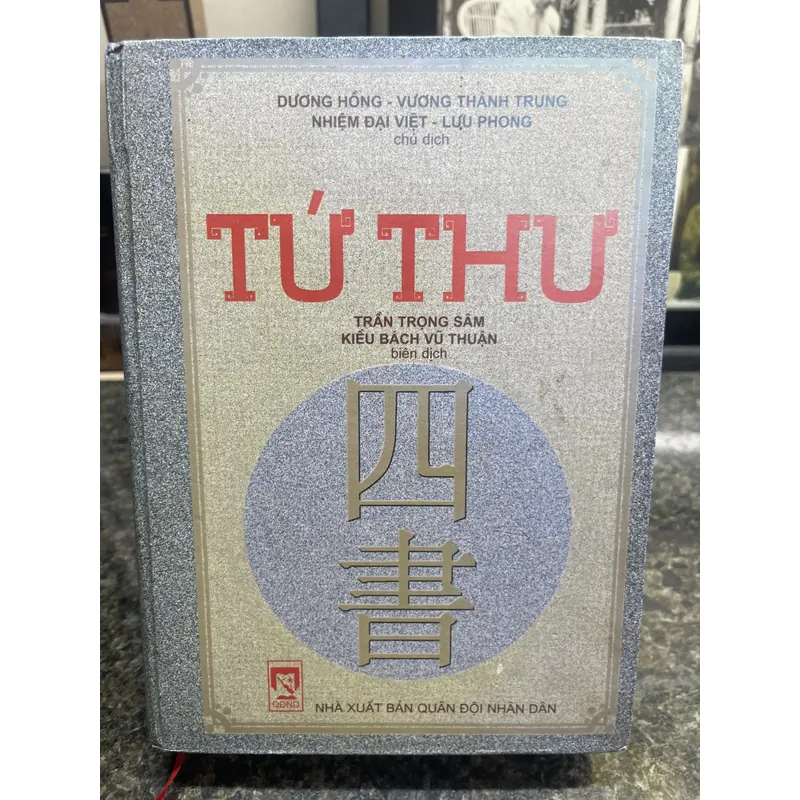 DƯƠNG HỒNG - VƯƠNG THÀNH TRUNG
NHIỆM ĐẠI VIỆT - LƯU PHONG
chú dịch
TỨ THƯ
TRẦN TRỌNG SÂM
KIỀU BÁCH VŨ THUẬN
biên dịch
四
書
QĐND
NHÀ XUẤT BẢN QUÂN ĐỘI NHÂN DÂN